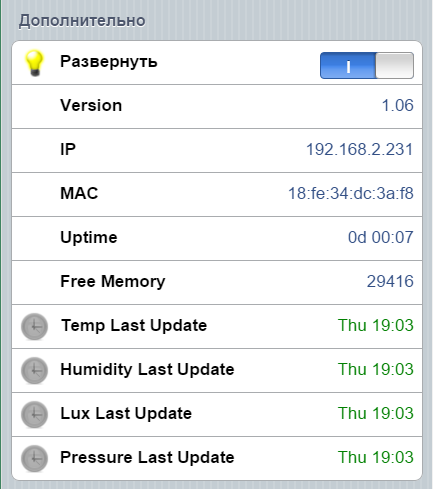 Дополнительно
Развернуть
Version 1.06
IP 192.168.2.231
MAC 18:fe:34:dc:3a:f8
Uptime 0d 00:07
Free Memory 29416
Temp Last Update Thu 19:03
Humidity Last Update Thu 19:03
Lux Last Update Thu 19:03
Pressure Last Update Thu 19:03